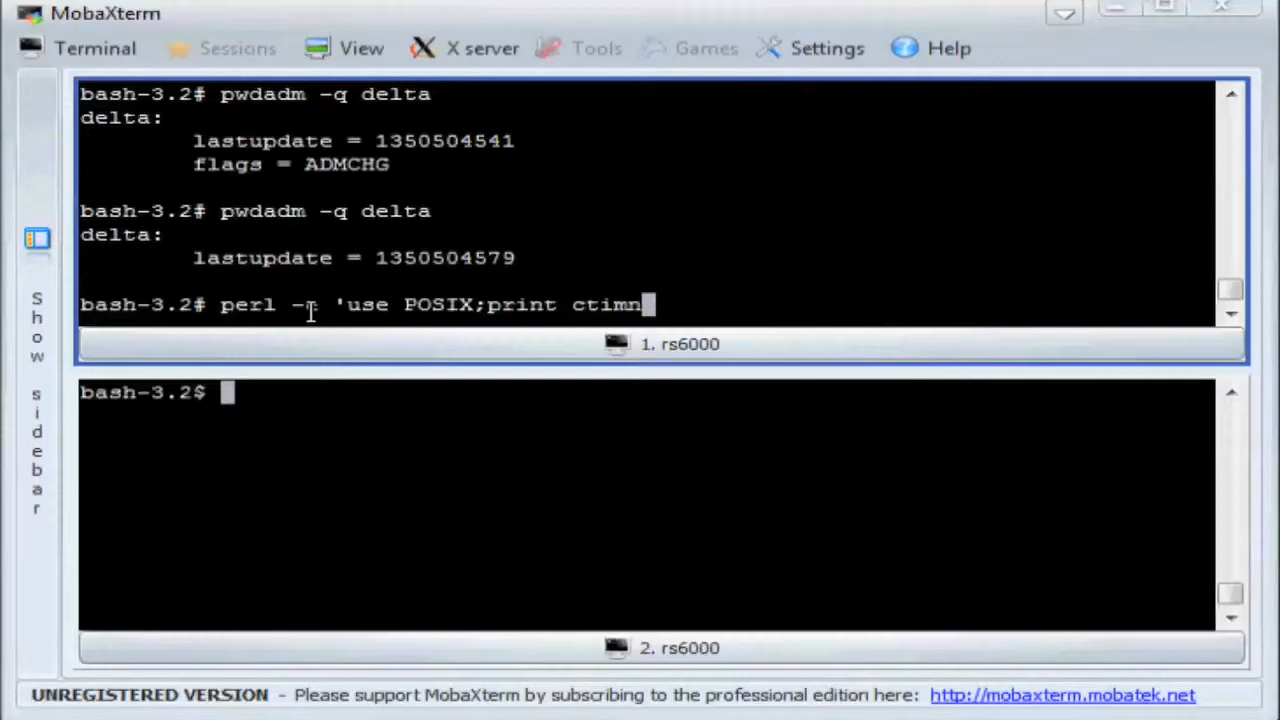 MobaXterm
Terminal Sessions View X server Tools Games Settings Help
bash-3.2# pwdadm -q delta
delta:
lastupdate = 1350504541
flags = ADMCHG
bash-3.2# pwdadm -q delta
delta:
lastupdate = 1350504579
bash-3.2# perl -e 'use POSIX;print ctimn
1. rs6000
bash-3.2$
2. rs6000
Show sidebar
UNREGISTERED VERSION - Please support MobaXterm by subscribing to the professional edition here: http://mobaxterm.mobatek.net